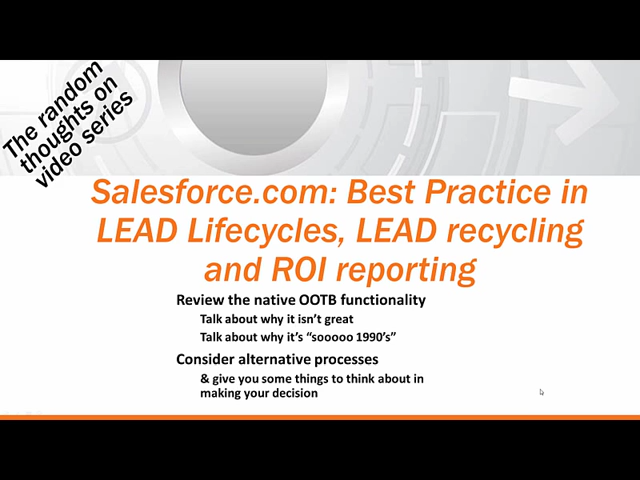 The random
thoughts on
video series
Salesforce.com: Best Practice in
LEAD Lifecycles, LEAD recycling
and ROI reporting
Review the native OOTB functionality
Talk about why it isn’t great
Talk about why it’s “sooooo 1990’s”
Consider alternative processes
& give you some things to think about in
making your decision